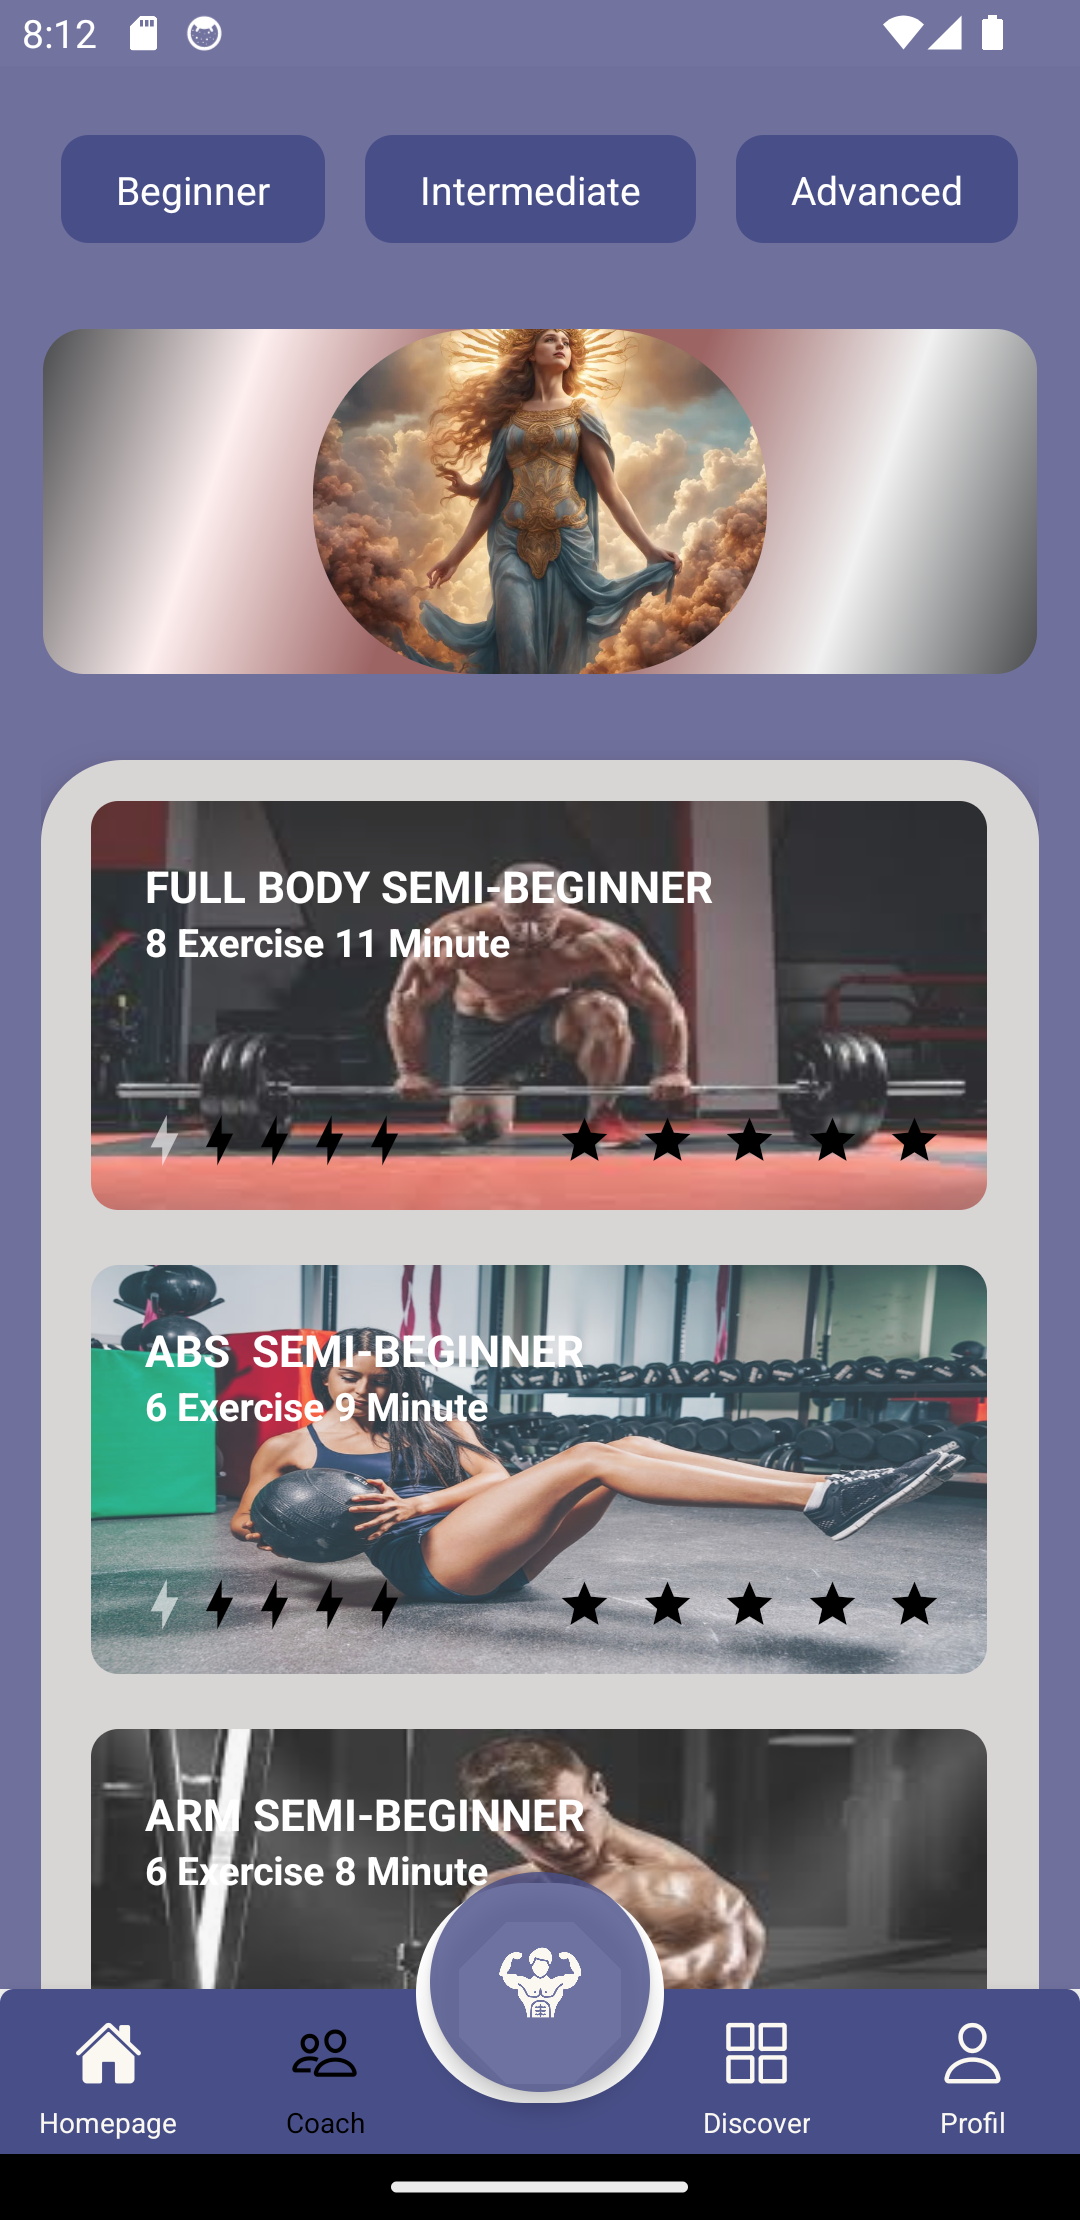 8:12
Beginner
Intermediate
Advanced
FULL BODY SEMI-BEGINNER
8 Exercise 11 Minute
ABS  SEMI-BEGINNER
6 Exercise 9 Minute
ARM SEMI-BEGINNER
6 Exercise 8 Minute
Homepage
Coach
Discover
Profil